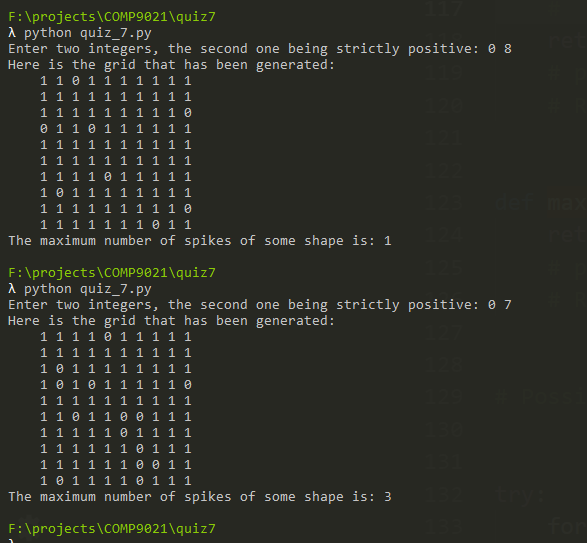 F:\projects\COMP9021\quiz7
λ python quiz_7.py
Enter two integers, the second one being strictly positive: 0 8
Here is the grid that has been generated:
1 1 0 1 1 1 1 1 1 1
1 1 1 1 1 1 1 1 1 1
1 1 1 1 1 1 1 1 1 0
0 1 1 0 1 1 1 1 1 1
1 1 1 1 1 1 1 1 1 1
1 1 1 1 1 1 1 1 1 1
1 1 1 1 0 1 1 1 1 1
1 0 1 1 1 1 1 1 1 1
1 1 1 1 1 1 1 1 1 0
1 1 1 1 1 1 1 0 1 1
The maximum number of spikes of some shape is: 1
F:\projects\COMP9021\quiz7
λ python quiz_7.py
Enter two integers, the second one being strictly positive: 0 7
Here is the grid that has been generated:
1 1 1 1 0 1 1 1 1 1
1 1 1 1 1 1 1 1 1 1
1 0 1 1 1 1 1 1 1 1
1 0 1 0 1 1 1 1 1 0
1 1 1 1 1 1 1 1 1 1
1 1 0 1 1 0 0 1 1 1
1 1 1 1 1 0 1 1 1 1
1 1 1 1 1 1 0 1 1 1
1 1 1 1 1 1 0 0 1 1
1 0 1 1 1 1 0 1 1 1
The maximum number of spikes of some shape is: 3
F:\projects\COMP9021\quiz7